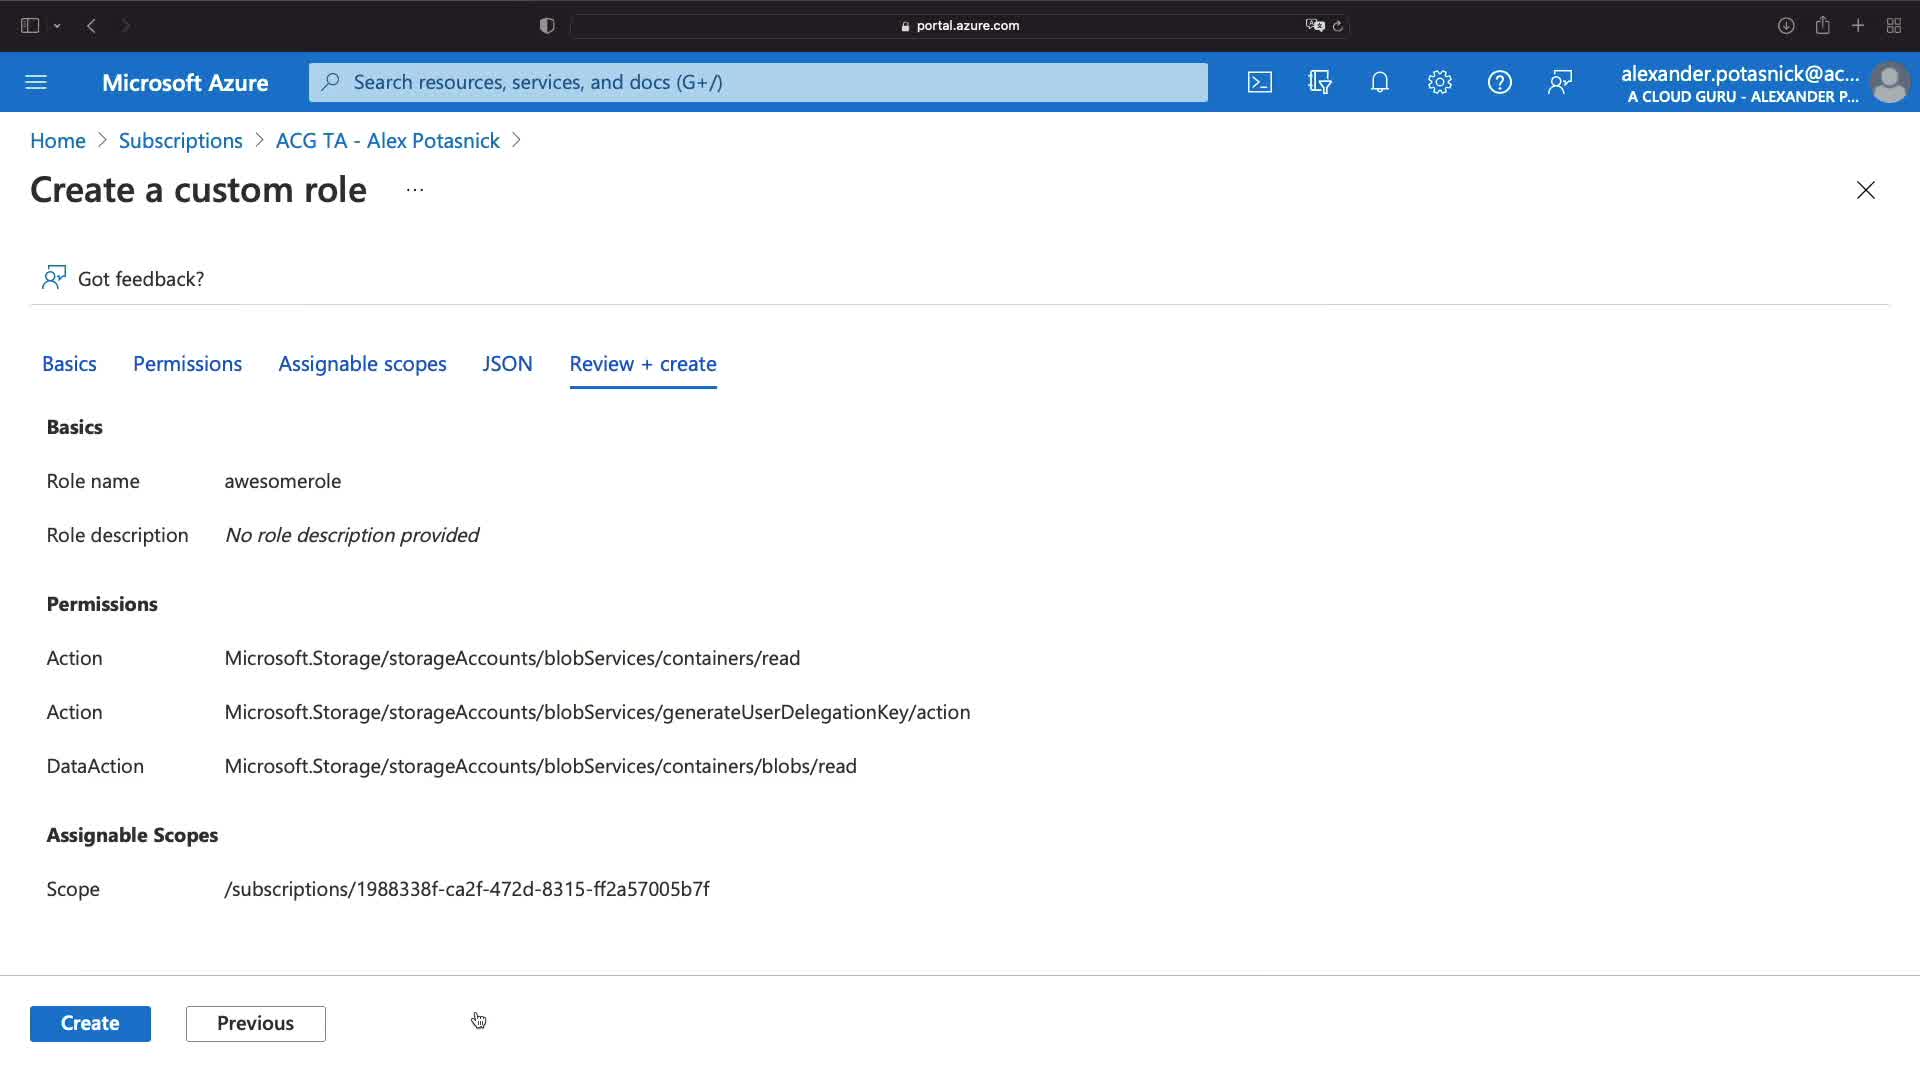 portal.azure.com
Microsoft Azure
Search resources, services, and docs (G+/)
alexander.potasnick@ac...
A CLOUD GURU - ALEXANDER P...
Home > Subscriptions > ACG TA - Alex Potasnick >
Create a custom role ...
Got feedback?
Basics Permissions Assignable scopes JSON Review + create
Basics
Role name awesomerole
Role description No role description provided
Permissions
Action Microsoft.Storage/storageAccounts/blobServices/containers/read
Action Microsoft.Storage/storageAccounts/blobServices/generateUserDelegationKey/action
DataAction Microsoft.Storage/storageAccounts/blobServices/containers/blobs/read
Assignable Scopes
Scope /subscriptions/1988338f-ca2f-472d-8315-ff2a57005b7f
Create Previous